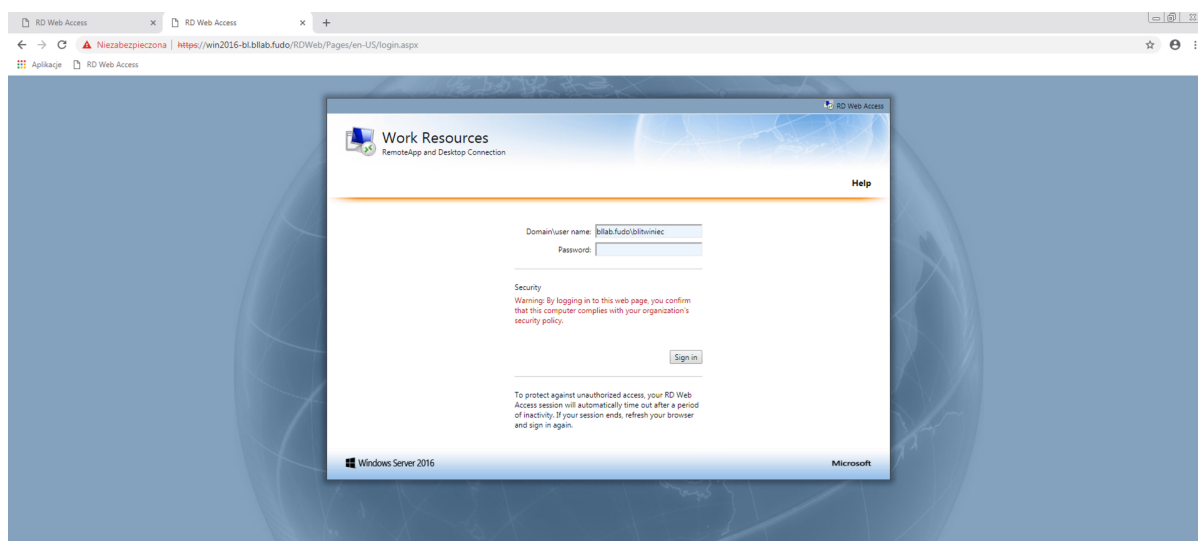 RD Web Access
RD Web Access
Niezabezpieczona | https://win2016-bl.bllab.fudo/RDWeb/Pages/en-US/login.aspx
Aplikacje RD Web Access
RD Web Access
Work Resources
RemoteApp and Desktop Connection
Help
Domain\user name: bllab.fudo\blitwiniec
Password:
Security
Warning: By logging in to this web page, you confirm
that this computer complies with your organization's
security policy.
Sign in
To protect against unauthorized access, your RD Web
Access session will automatically time out after a period
of inactivity. If your session ends, refresh your browser
and sign in again.
Windows Server 2016
Microsoft